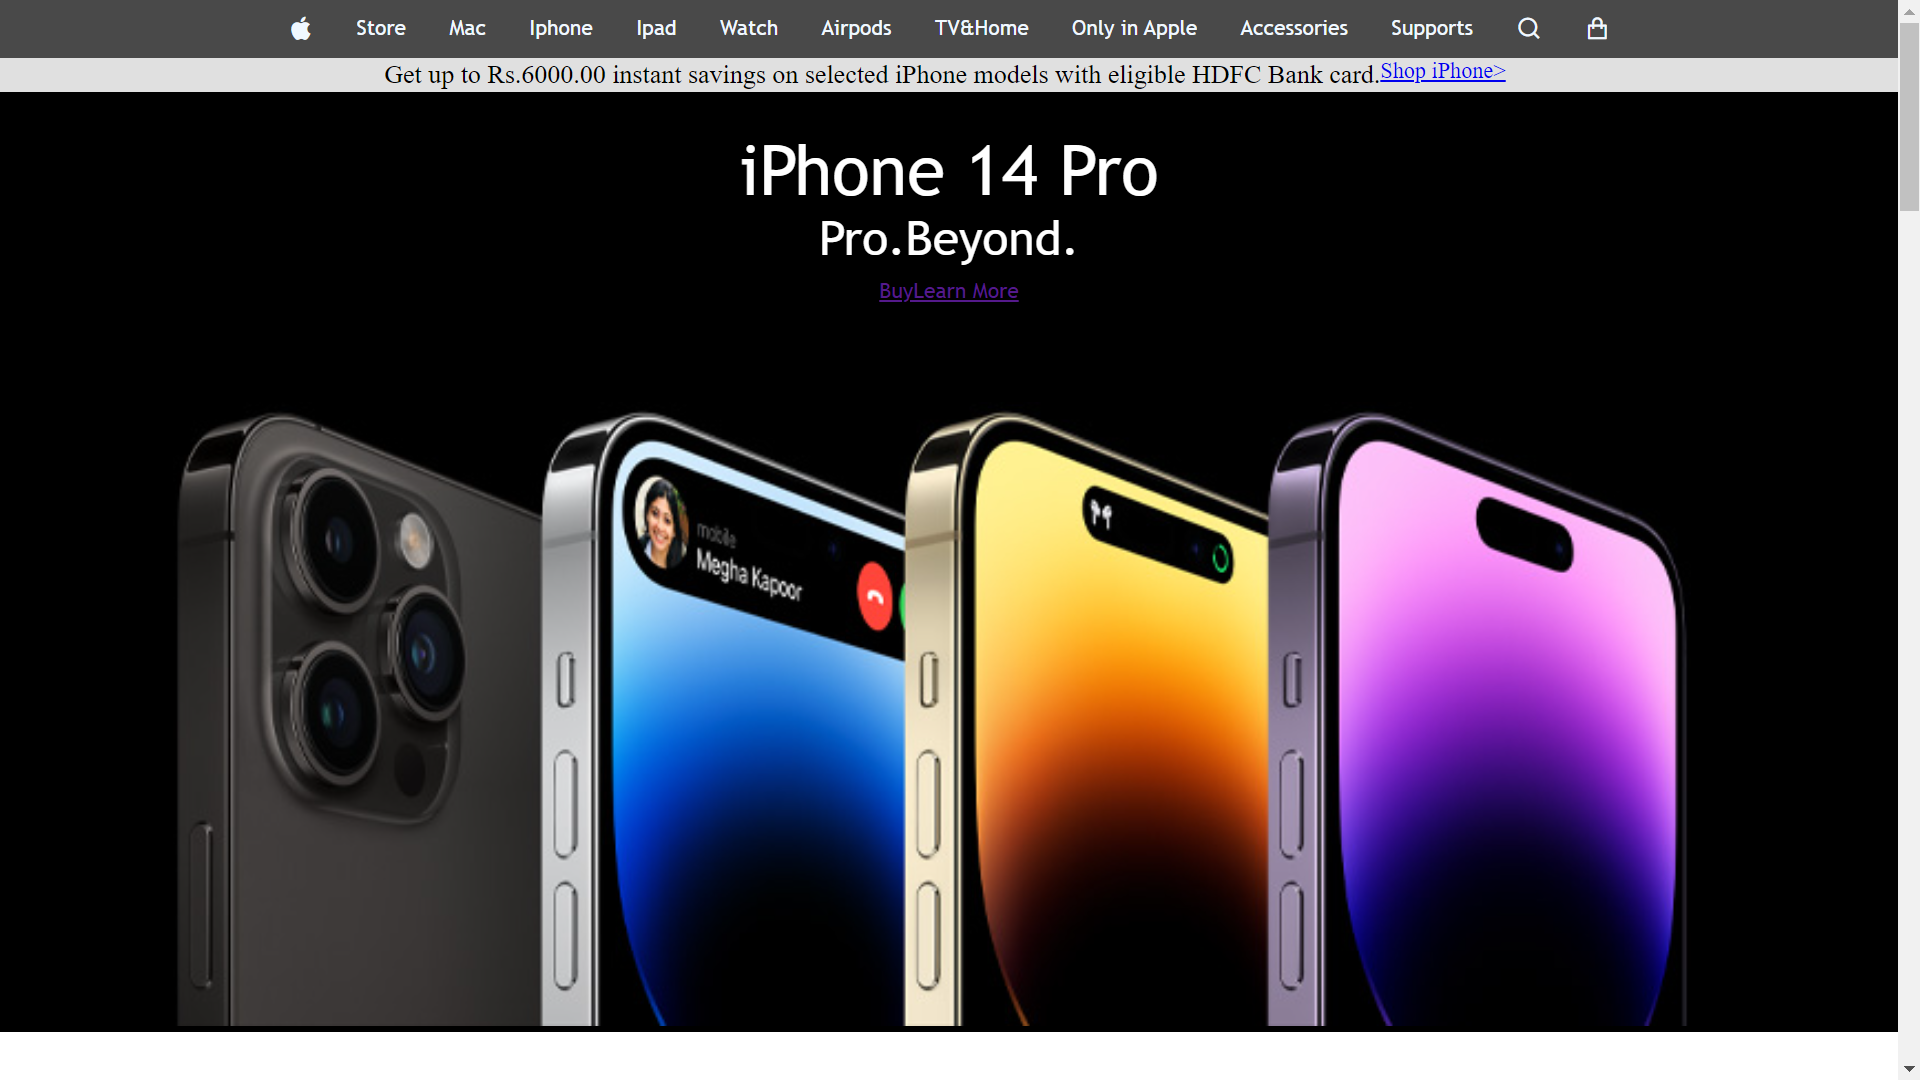 Store Mac Iphone Ipad Watch Airpods TV&Home Only in Apple Accessories Supports
Get up to Rs.6000.00 instant savings on selected iPhone models with eligible HDFC Bank card.Shop iPhone>
iPhone 14 Pro
Pro.Beyond.
BuyLearn More
mobile
Megha Kapoor